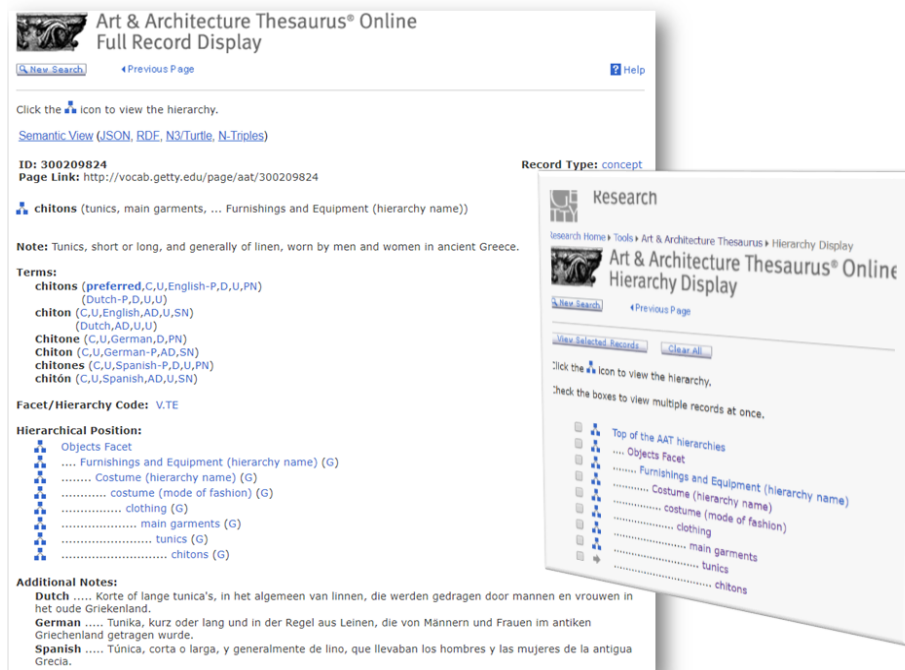 Art & Architecture Thesaurus® Online
Full Record Display
New Search
Previous Page
Help
Click the icon to view the hierarchy.
Semantic View (JSON, RDF, N3/Turtle, N-Triples)
ID: 300209824
Record Type: concept
Page Link: http://vocab.getty.edu/page/aat/300209824
chitons (tunics, main garments, ... Furnishings and Equipment (hierarchy name))
Note: Tunics, short or long, and generally of linen, worn by men and women in ancient Greece.
Terms:
chitons (preferred,C,U,English-P,D,U,PN)
(Dutch-P,D,U,U)
chiton (C,U,English,AD,U,SN)
(Dutch,AD,U,U)
Chitone (C,U,German,D,PN)
Chiton (C,U,German-P,AD,SN)
chitones (C,U,Spanish-P,D,U,PN)
chitón (C,U,Spanish,AD,U,SN)
Facet/Hierarchy Code: V.TE
Hierarchical Position:
Objects Facet
.... Furnishings and Equipment (hierarchy name) (G)
........ Costume (hierarchy name) (G)
............ costume (mode of fashion) (G)
................ clothing (G)
.................... main garments (G)
........................ tunics (G)
............................ chitons (G)
Additional Notes:
Dutch ..... Korte of lange tunica's, in het algemeen van linnen, die werden gedragen door mannen en vrouwen in
het oude Griekenland.
German ..... Tunika, kurz oder lang und in der Regel aus Leinen, die von Männern und Frauen im antiken
Griechenland getragen wurde.
Spanish ..... Túnica, corta o larga, y generalmente de lino, que llevaban los hombres y las mujeres de la antigua
Grecia.
Research
Research Home Tools Art & Architecture Thesaurus Hierarchy Display
Art & Architecture Thesaurus® Online
Hierarchy Display
New Search
Previous Page
View Selected Records
Clear All
Click the icon to view the hierarchy.
Check the boxes to view multiple records at once.
Top of the AAT hierarchies
.... Objects Facet
........ Furnishings and Equipment (hierarchy name)
............ Costume (hierarchy name)
................ costume (mode of fashion)
.................... clothing
........................ main garments
............................ tunics
................................ chitons